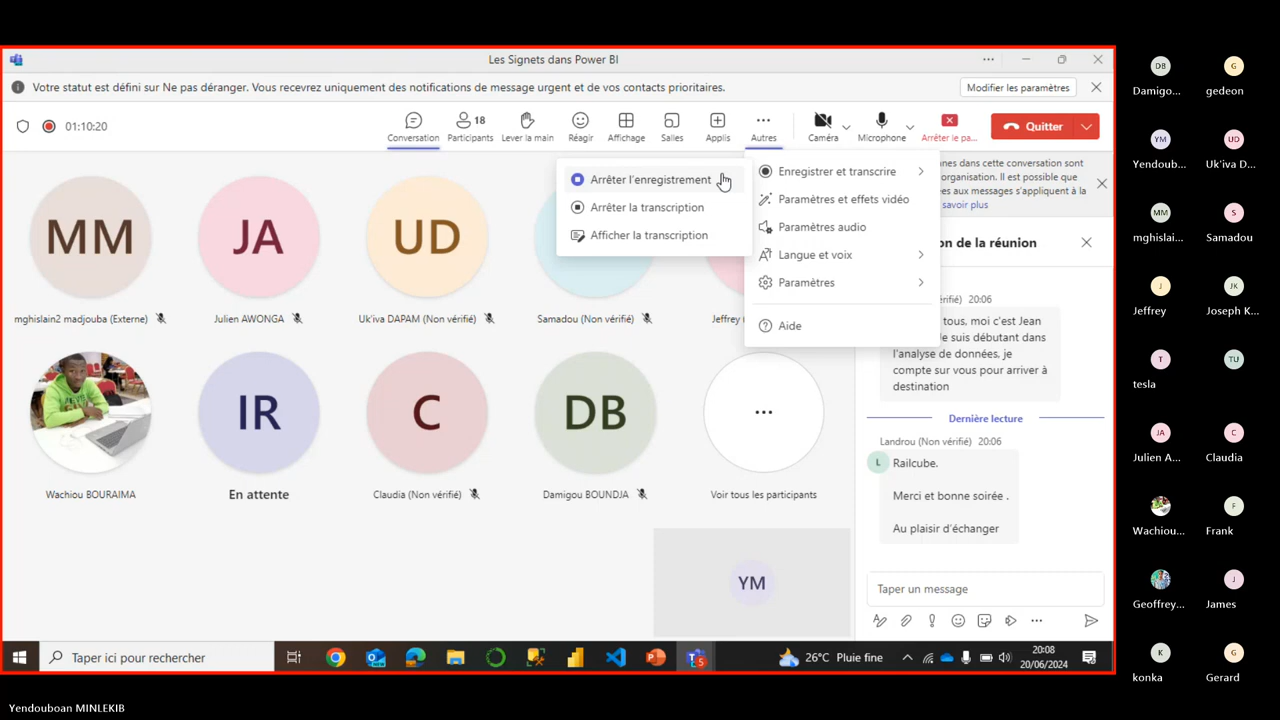 Les Signets dans Power BI
Votre statut est défini sur Ne pas déranger. Vous recevrez uniquement des notifications de message urgent et de vos contacts prioritaires.
Modifier les paramètres
01:10:20
Conversation
18
Participants
Lever la main
Réagir
Affichage
Salles
Applis
Autres
Caméra
Microphone
Arrêter le pa...
Quitter
Arrêter l'enregistrement
Arrêter la transcription
Afficher la transcription
Enregistrer et transcrire
Paramètres et effets vidéo
Paramètres audio
Langue et voix
Paramètres
Aide
nnes dans cette conversation sont
organisation. Il est possible que
ées aux messages s'appliquent à la
savoir plus
on de la réunion
MM
mghislain2 madjouba (Externe)
JA
Julien AWONGA
UD
Uk'iva DAPAM (Non vérifié)
Samadou (Non vérifié)
Jeffrey
Wachiou BOURAIMA
IR
En attente
C
Claudia (Non vérifié)
DB
Damigou BOUNDJA
...
Voir tous les participants
YM
ifié) 20:06
tous, moi c'est Jean
e suis débutant dans
l'analyse de données, je
compte sur vous pour arriver à
destination
Dernière lecture
Landrou (Non vérifié) 20:06
L
Railcube.
Merci et bonne soirée .
Au plaisir d'échanger
Taper un message
Taper ici pour rechercher
5
26°C Pluie fine
20:08
20/06/2024
DB
Damigo...
G
gedeon
YM
Yendoub...
UD
Uk'iva D...
MM
mghislai...
S
Samadou
J
Jeffrey
JK
Joseph K...
T
tesla
TU
JA
Julien A...
C
Claudia
Wachiou...
F
Frank
Geoffrey...
J
James
K
konka
G
Gerard
Yendouboan MINLEKIB